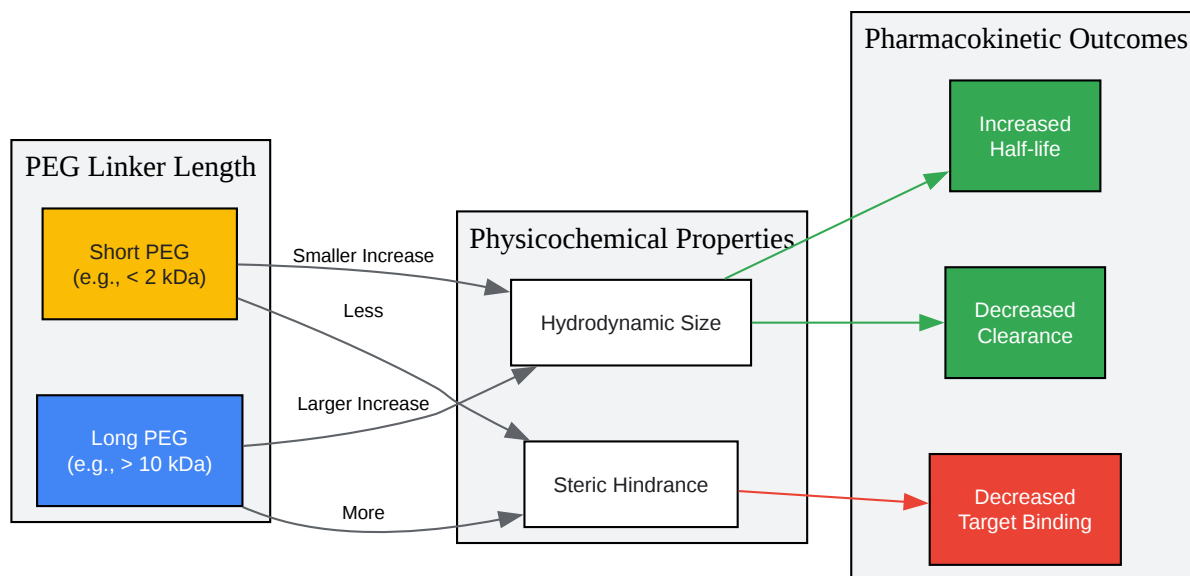 PEG Linker Length
Short PEG
(e.g., < 2 kDa)
Long PEG
(e.g., > 10 kDa)
Smaller Increase
Less
Larger Increase
More
Physicochemical Properties
Hydrodynamic Size
Steric Hindrance
Pharmacokinetic Outcomes
Increased
Half-life
Decreased
Clearance
Decreased
Target Binding